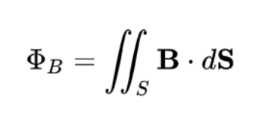 Φ_B = ∬_S B · dS